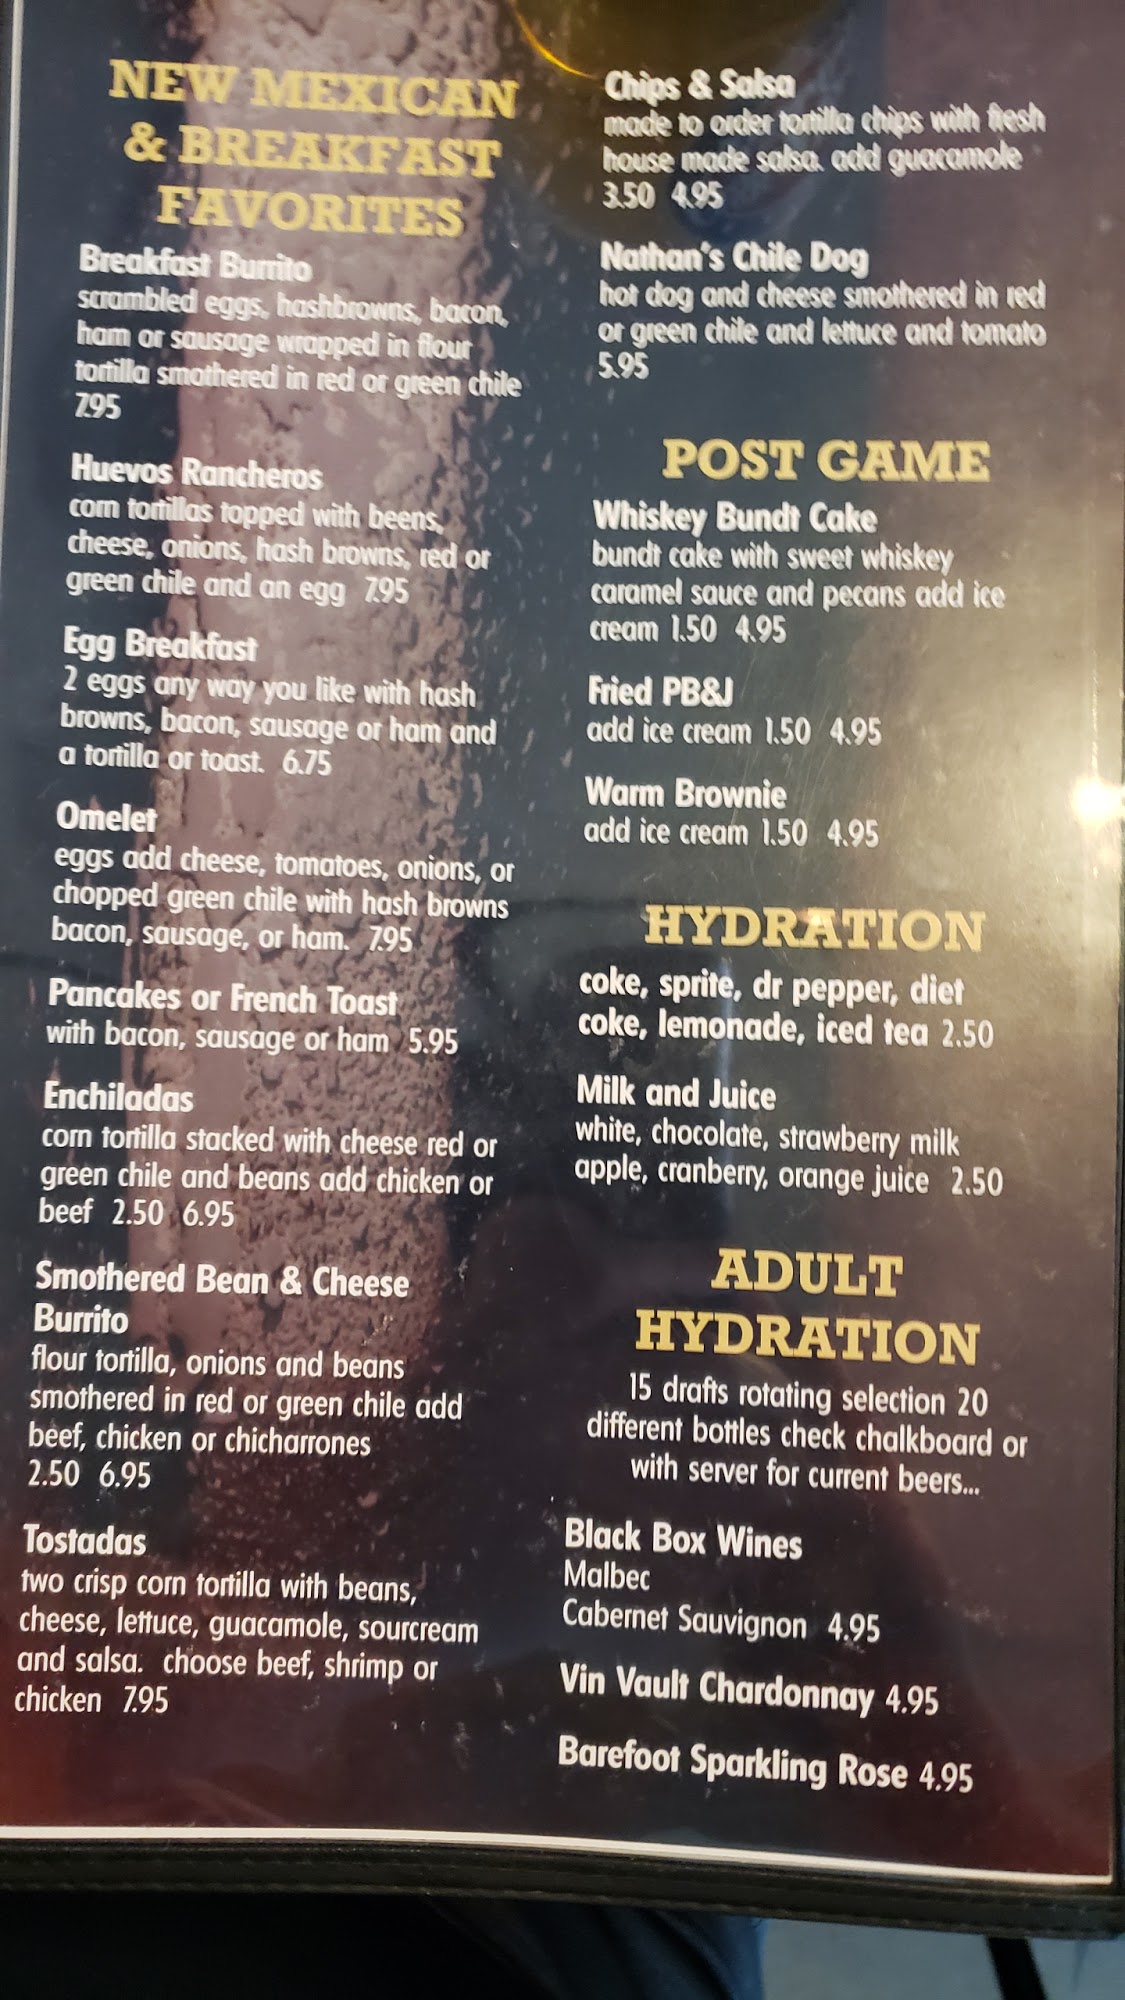 NEW MEXICAN
& BREAKFAST
FAVORITES
Breakfast Burrito
scrambled eggs, hashbrowns, bacon,
ham or sausage wrapped in flour
tortilla smothered in red or green chile
7.95
Huevos Rancheros
corn tortillas topped with beens,
cheese, onions, hash browns, red or
green chile and an egg 7.95
Egg Breakfast
2 eggs any way you like with hash
browns, bacon, sausage or ham and
a tortilla or toast. 6.75
Omelet
eggs add cheese, tomatoes, onions, or
chopped green chile with hash browns
bacon, sausage, or ham. 7.95
Pancakes or French Toast
with bacon, sausage or ham 5.95
Enchiladas
corn tortilla stacked with cheese red or
green chile and beans add chicken or
beef 2.50 6.95
Smothered Bean & Cheese
Burrito
flour tortilla, onions and beans
smothered in red or green chile add
beef, chicken or chicharrones
2.50 6.95
Tostadas
two crisp corn tortilla with beans,
cheese, lettuce, guacamole, sourcream
and salsa. choose beef, shrimp or
chicken 7.95
Chips & Salsa
made to order tortilla chips with fresh
house made salsa. add guacamole
3.50 4.95
Nathan's Chile Dog
hot dog and cheese smothered in red
or green chile and lettuce and tomato
5.95
POST GAME
Whiskey Bundt Cake
bundt cake with sweet whiskey
caramel sauce and pecans add ice
cream 1.50 4.95
Fried PB&J
add ice cream 1.50 4.95
Warm Brownie
add ice cream 1.50 4.95
HYDRATION
coke, sprite, dr pepper, diet
coke, lemonade, iced tea 2.50
Milk and Juice
white, chocolate, strawberry milk
apple, cranberry, orange juice 2.50
ADULT
HYDRATION
15 drafts rotating selection 20
different bottles check chalkboard or
with server for current beers...
Black Box Wines
Malbec
Cabernet Sauvignon 4.95
Vin Vault Chardonnay 4.95
Barefoot Sparkling Rose 4.95